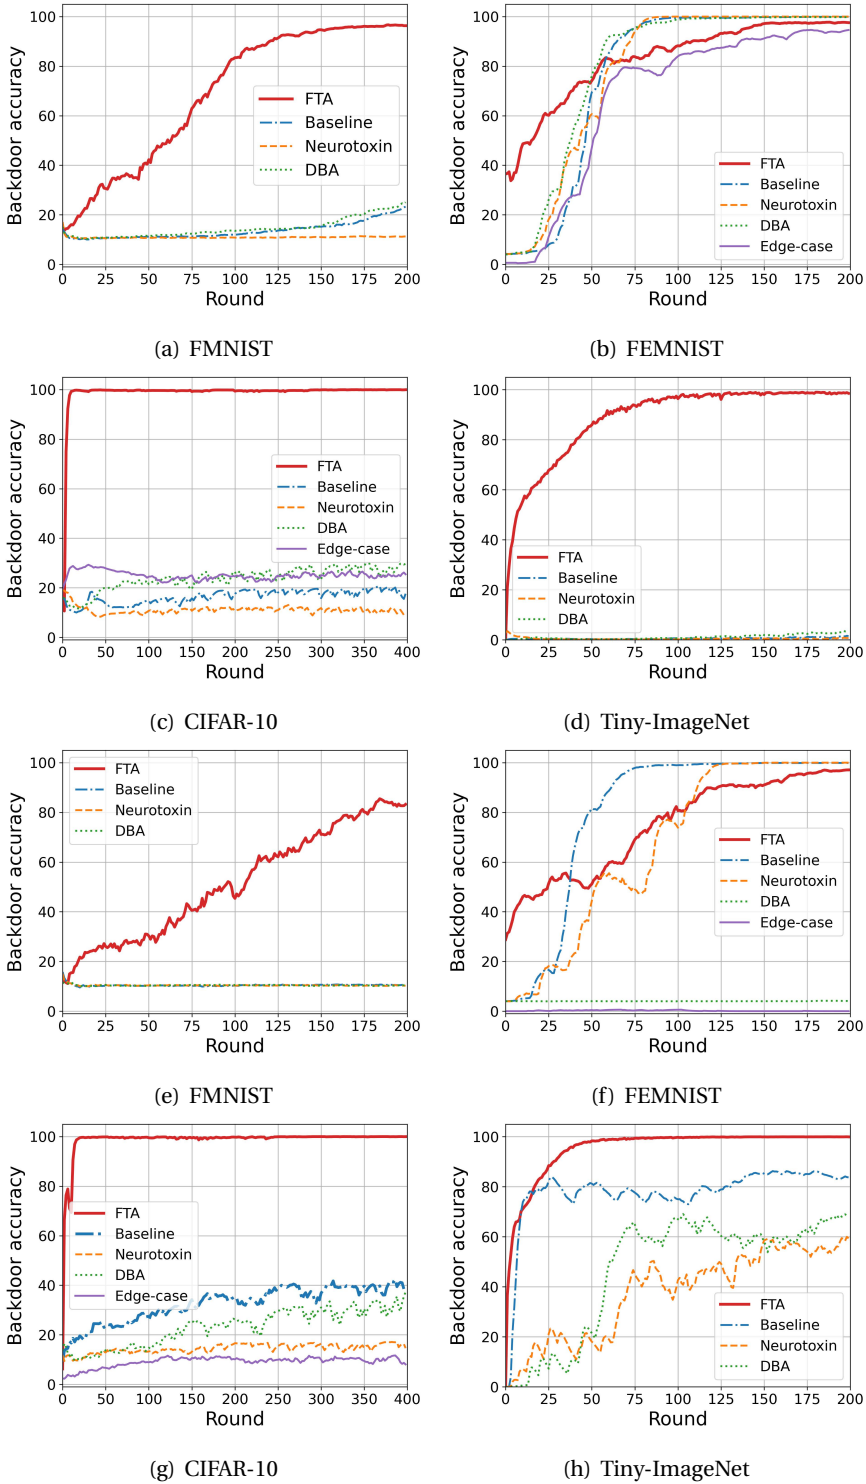 Backdoor accuracy
100
80
60
40
20
0
FTA
Baseline
Neurotoxin
DBA
0 25 50 75 100 125 150 175 200
Round
(a) FMNIST
Backdoor accuracy
100
80
60
40
20
0
FTA
Baseline
Neurotoxin
DBA
Edge-case
0 25 50 75 100 125 150 175 200
Round
(b) FEMNIST
Backdoor accuracy
100
80
60
40
20
0
FTA
Baseline
Neurotoxin
DBA
Edge-case
0 50 100 150 200 250 300 350 400
Round
(c) CIFAR-10
Backdoor accuracy
100
80
60
40
20
0
FTA
Baseline
Neurotoxin
DBA
0 25 50 75 100 125 150 175 200
Round
(d) Tiny-ImageNet
Backdoor accuracy
100
80
60
40
20
0
FTA
Baseline
Neurotoxin
DBA
0 25 50 75 100 125 150 175 200
Round
(e) FMNIST
Backdoor accuracy
100
80
60
40
20
0
FTA
Baseline
Neurotoxin
DBA
Edge-case
0 25 50 75 100 125 150 175 200
Round
(f) FEMNIST
Backdoor accuracy
100
80
60
40
20
0
FTA
Baseline
Neurotoxin
DBA
Edge-case
0 50 100 150 200 250 300 350 400
Round
(g) CIFAR-10
Backdoor accuracy
100
80
60
40
20
0
FTA
Baseline
Neurotoxin
DBA
0 25 50 75 100 125 150 175 200
Round
(h) Tiny-ImageNet